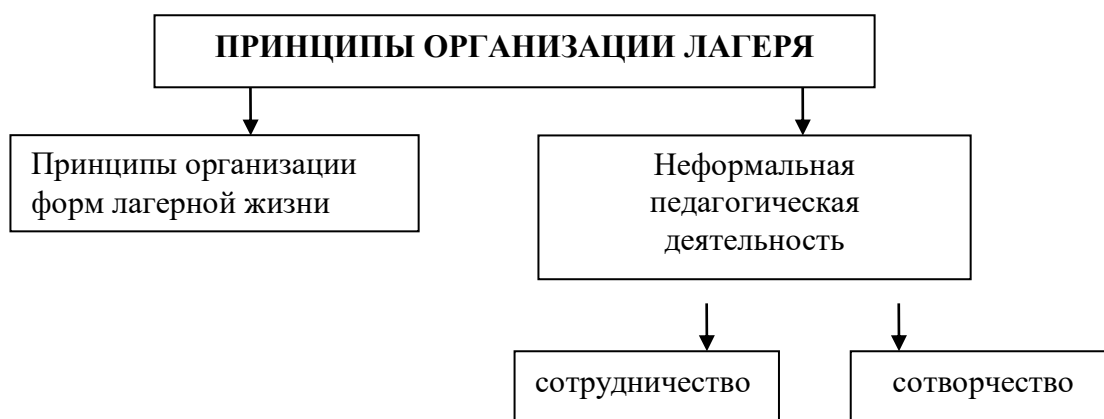 ПРИНЦИПЫ ОРГАНИЗАЦИИ ЛАГЕРЯ
Принципы организации
форм лагерной жизни
Неформальная
педагогическая
деятельность
сотрудничество
сотворчество